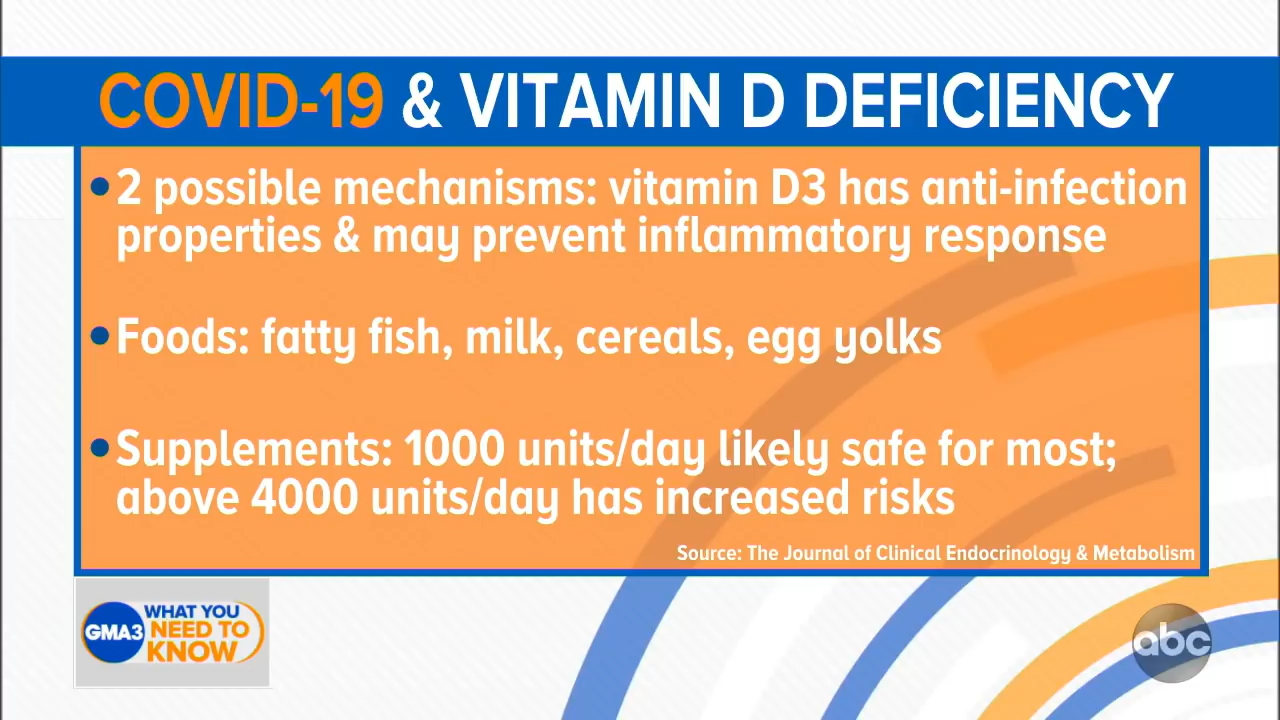 COVID-19 & VITAMIN D DEFICIENCY
• 2 possible mechanisms: vitamin D3 has anti-infection
properties & may prevent inflammatory response
• Foods: fatty fish, milk, cereals, egg yolks
• Supplements: 1000 units/day likely safe for most;
above 4000 units/day has increased risks
Source: The Journal of Clinical Endocrinology & Metabolism
GMA3
WHAT YOU
NEED TO
KNOW
abc